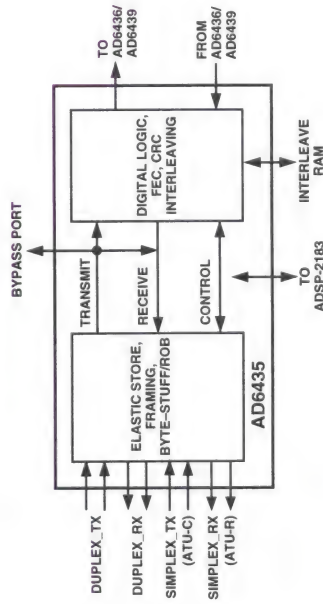 BYPASS PORT
TO
AD6436/
AD6439
FROM
AD6436/
AD6439
DUPLEX_TX
DUPLEX_RX
SIMPLEX_TX
(ATU-C)
SIMPLEX_RX
(ATU-R)
ELASTIC STORE,
FRAMING,
BYTE–STUFF/ROB
TRANSMIT
RECEIVE
CONTROL
DIGITAL LOGIC,
FEC, CRC
INTERLEAVING
AD6435
TO
ADSP-2183
INTERLEAVE
RAM